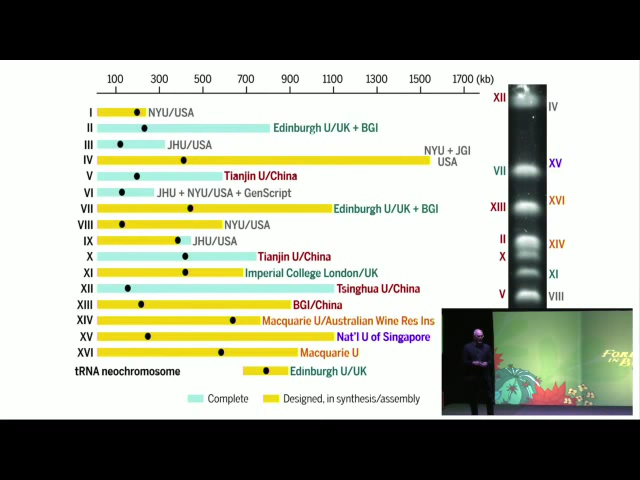 100 300 500 700 900 1100 1300 1500 1700 (kb)
I NYU/USA
II Edinburgh U/UK + BGI
III JHU/USA
IV NYU + JGI
USA
V Tianjin U/China
VI JHU + NYU/USA + GenScript
VII Edinburgh U/UK + BGI
VIII NYU/USA
IX JHU/USA
X Tianjin U/China
XI Imperial College London/UK
XII Tsinghua U/China
XIII BGI/China
XIV Macquarie U/Australian Wine Res Ins
XV Nat'l U of Singapore
XVI Macquarie U
tRNA neochromosome Edinburgh U/UK
Complete Designed, in synthesis/assembly
XII IV
VII XV
XIII XVI
II XIV
X
XI
V VIII
IN